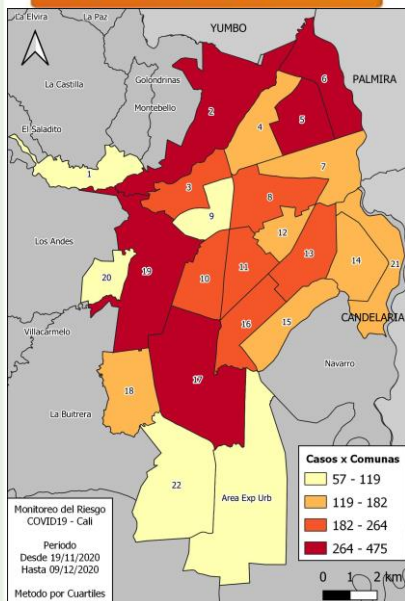 La Elvira
La Paz
YUMBO
PALMIRA
La Castilla
Golondrinas
Montebello
El Saladito
Los Andes
Villacarmelo
La Buitrera
CANDELARIA
Navarro
6
2
5
4
7
1
3
8
9
12
13
14
21
19
20
10
11
16
15
17
18
22
Area Exp Urb
Casos x Comunas
57 - 119
119 - 182
182 - 264
264 - 475
Monitoreo del Riesgo
COVID19 - Cali
Periodo
Desde 19/11/2020
Hasta 09/12/2020
Metodo por Cuartiles
0 1 2 km